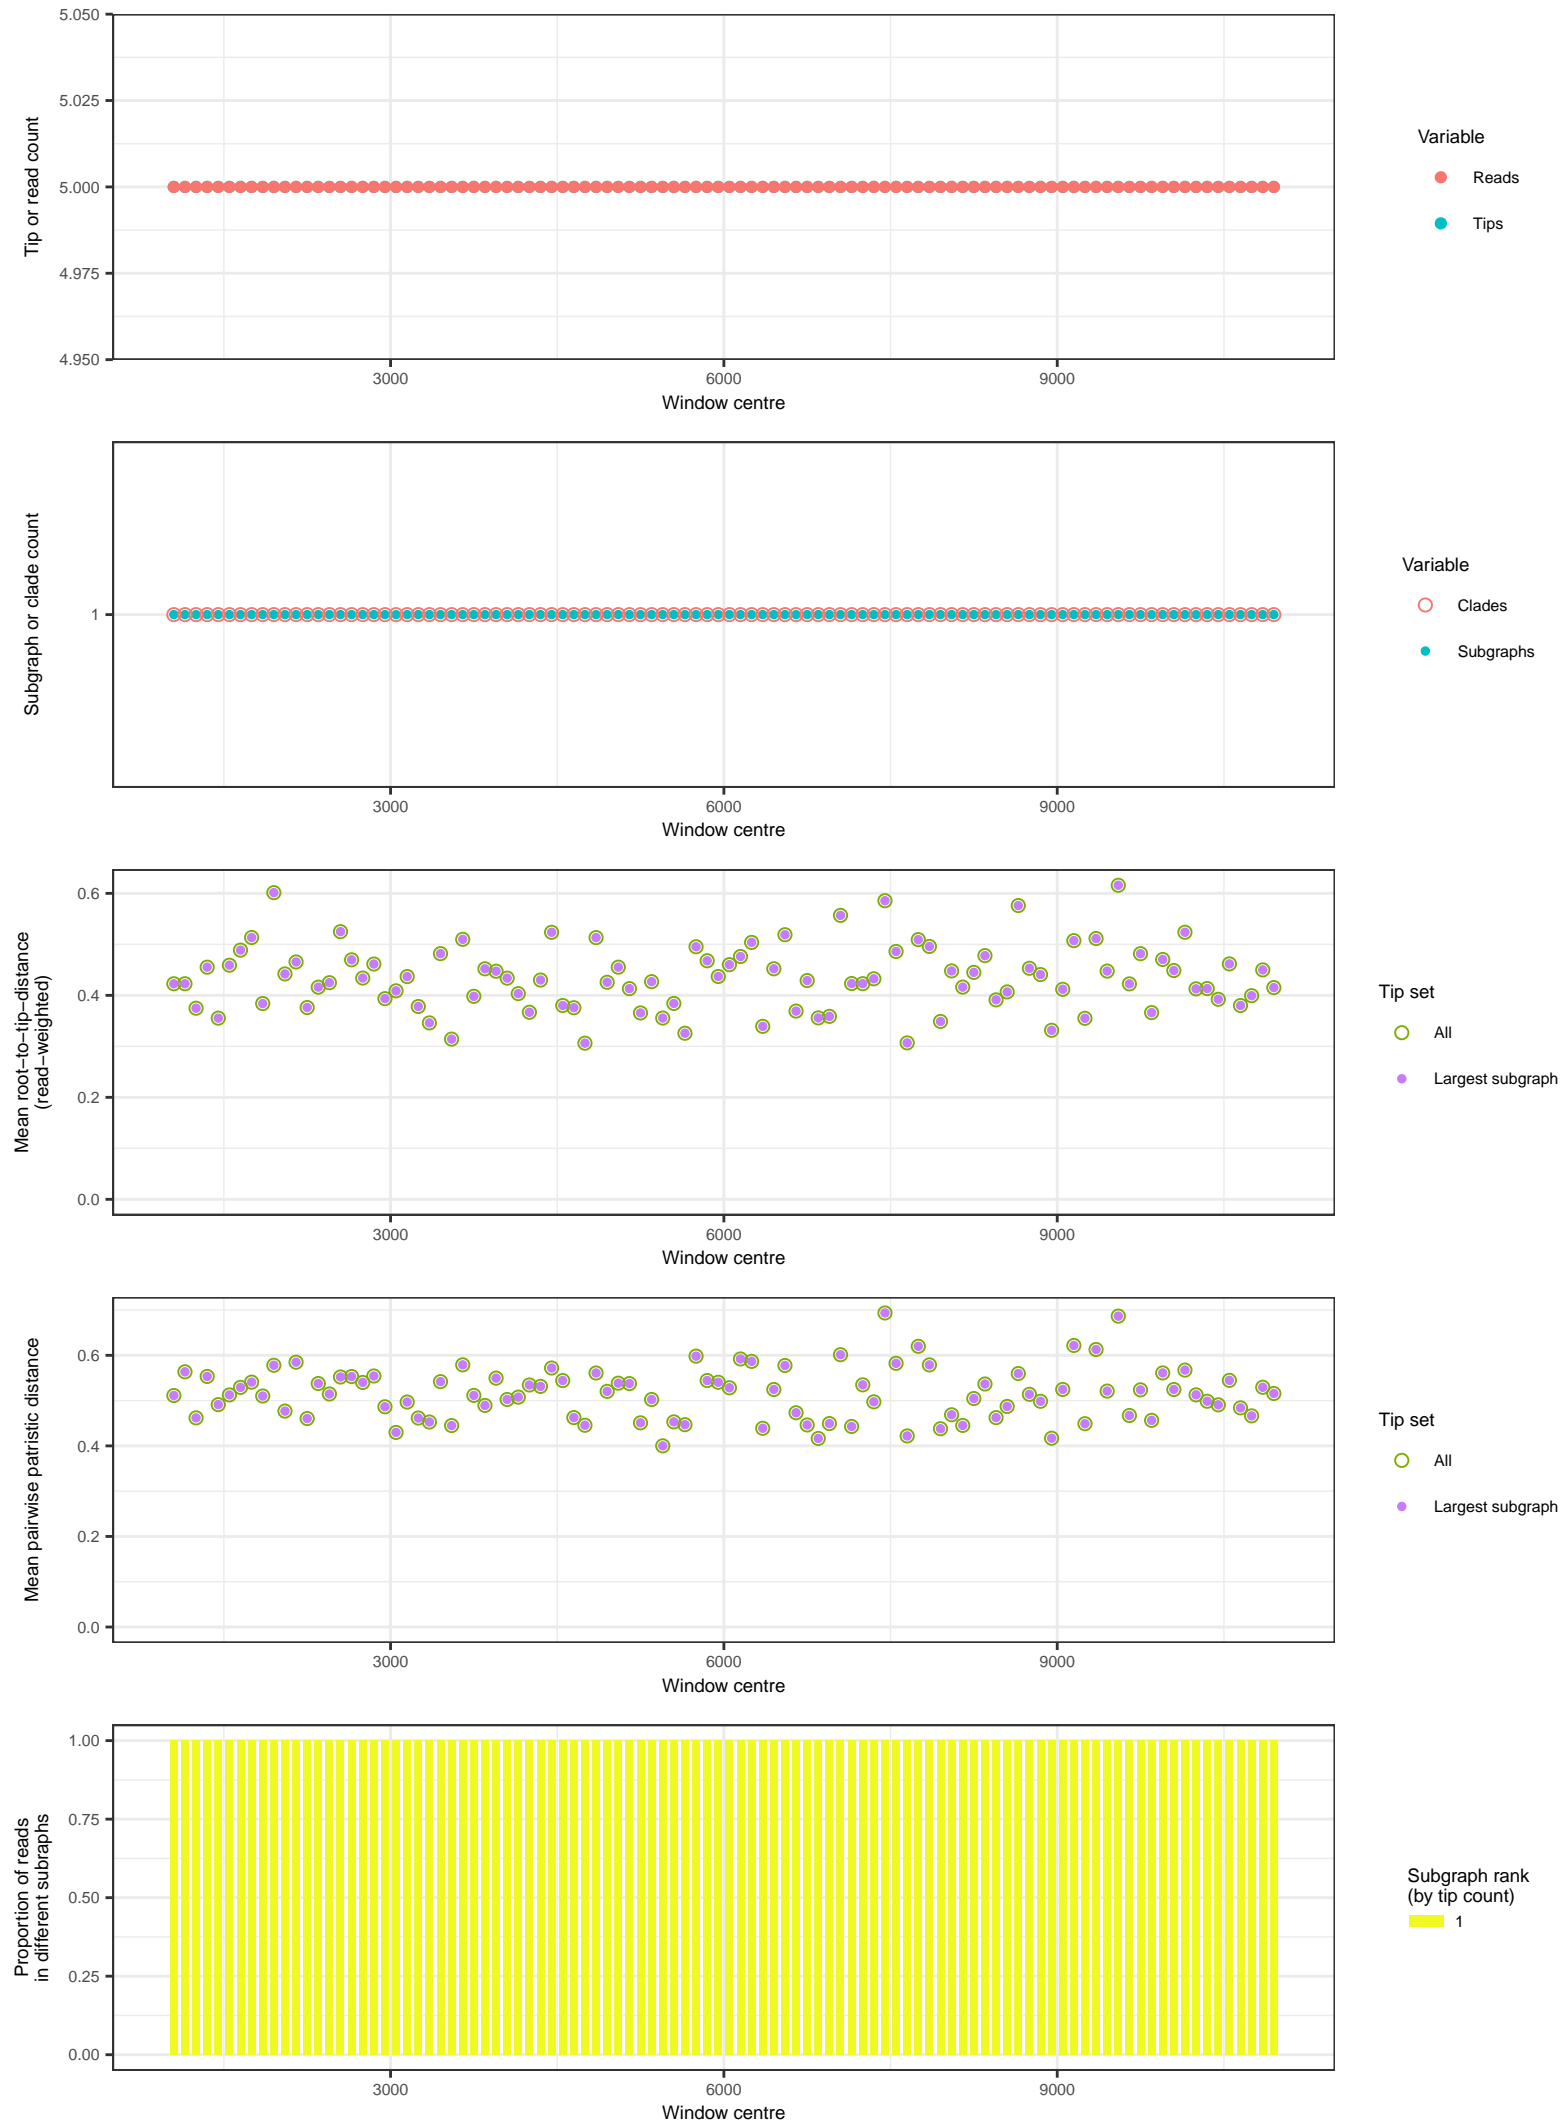 5.050
5.025
5.000
4.975
4.950
Tip or read count
3000
6000
9000
Window centre
Variable
Reads
Tips
1
Subgraph or clade count
3000
6000
9000
Window centre
Variable
Clades
Subgraphs
0.6
0.4
0.2
0.0
Mean root−to−tip−distance
(read−weighted)
3000
6000
9000
Window centre
Tip set
All
Largest subgraph
0.6
0.4
0.2
0.0
Mean pairwise patristic distance
3000
6000
9000
Window centre
Tip set
All
Largest subgraph
1.00
0.75
0.50
0.25
0.00
Proportion of reads
in different subraphs
3000
6000
9000
Window centre
Subgraph rank
(by tip count)
1